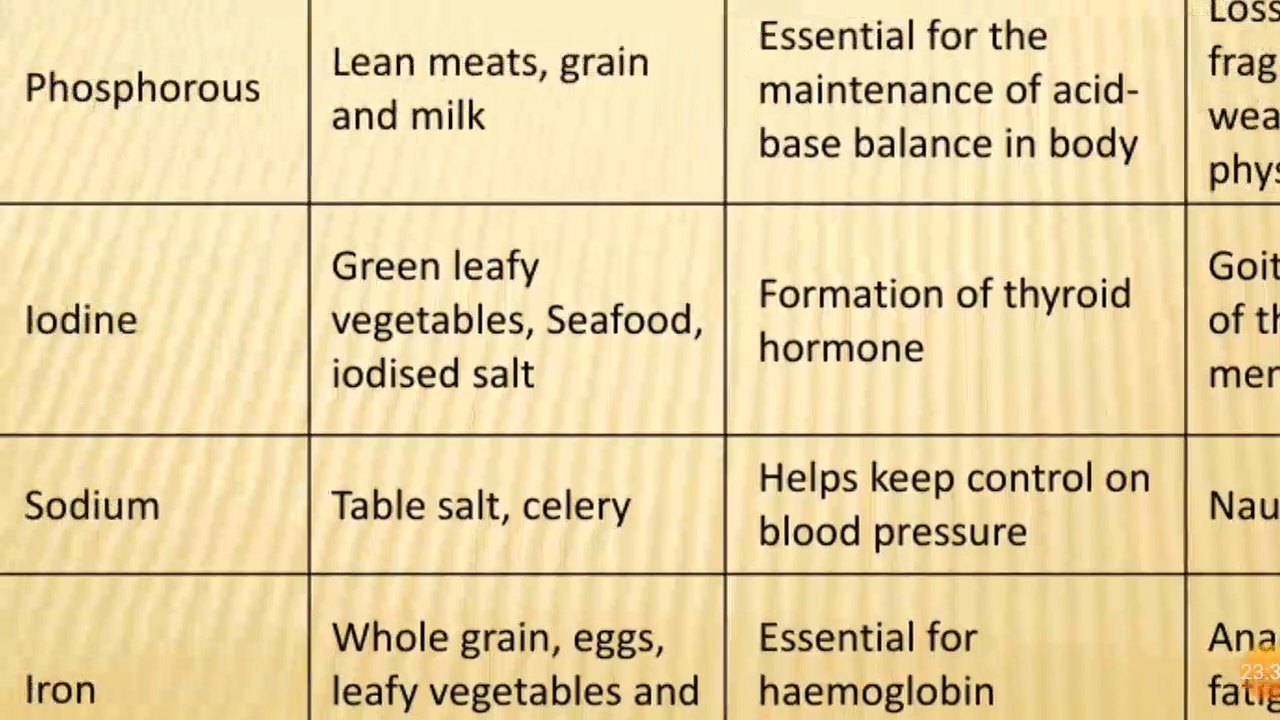 Phosphorous
Lean meats, grain
and milk
Essential for the
maintenance of acid-
base balance in body
Iodine
Green leafy
vegetables, Seafood,
iodised salt
Formation of thyroid
hormone
Sodium
Table salt, celery
Helps keep control on
blood pressure
Iron
Whole grain, eggs,
leafy vegetables and
Essential for
haemoglobin